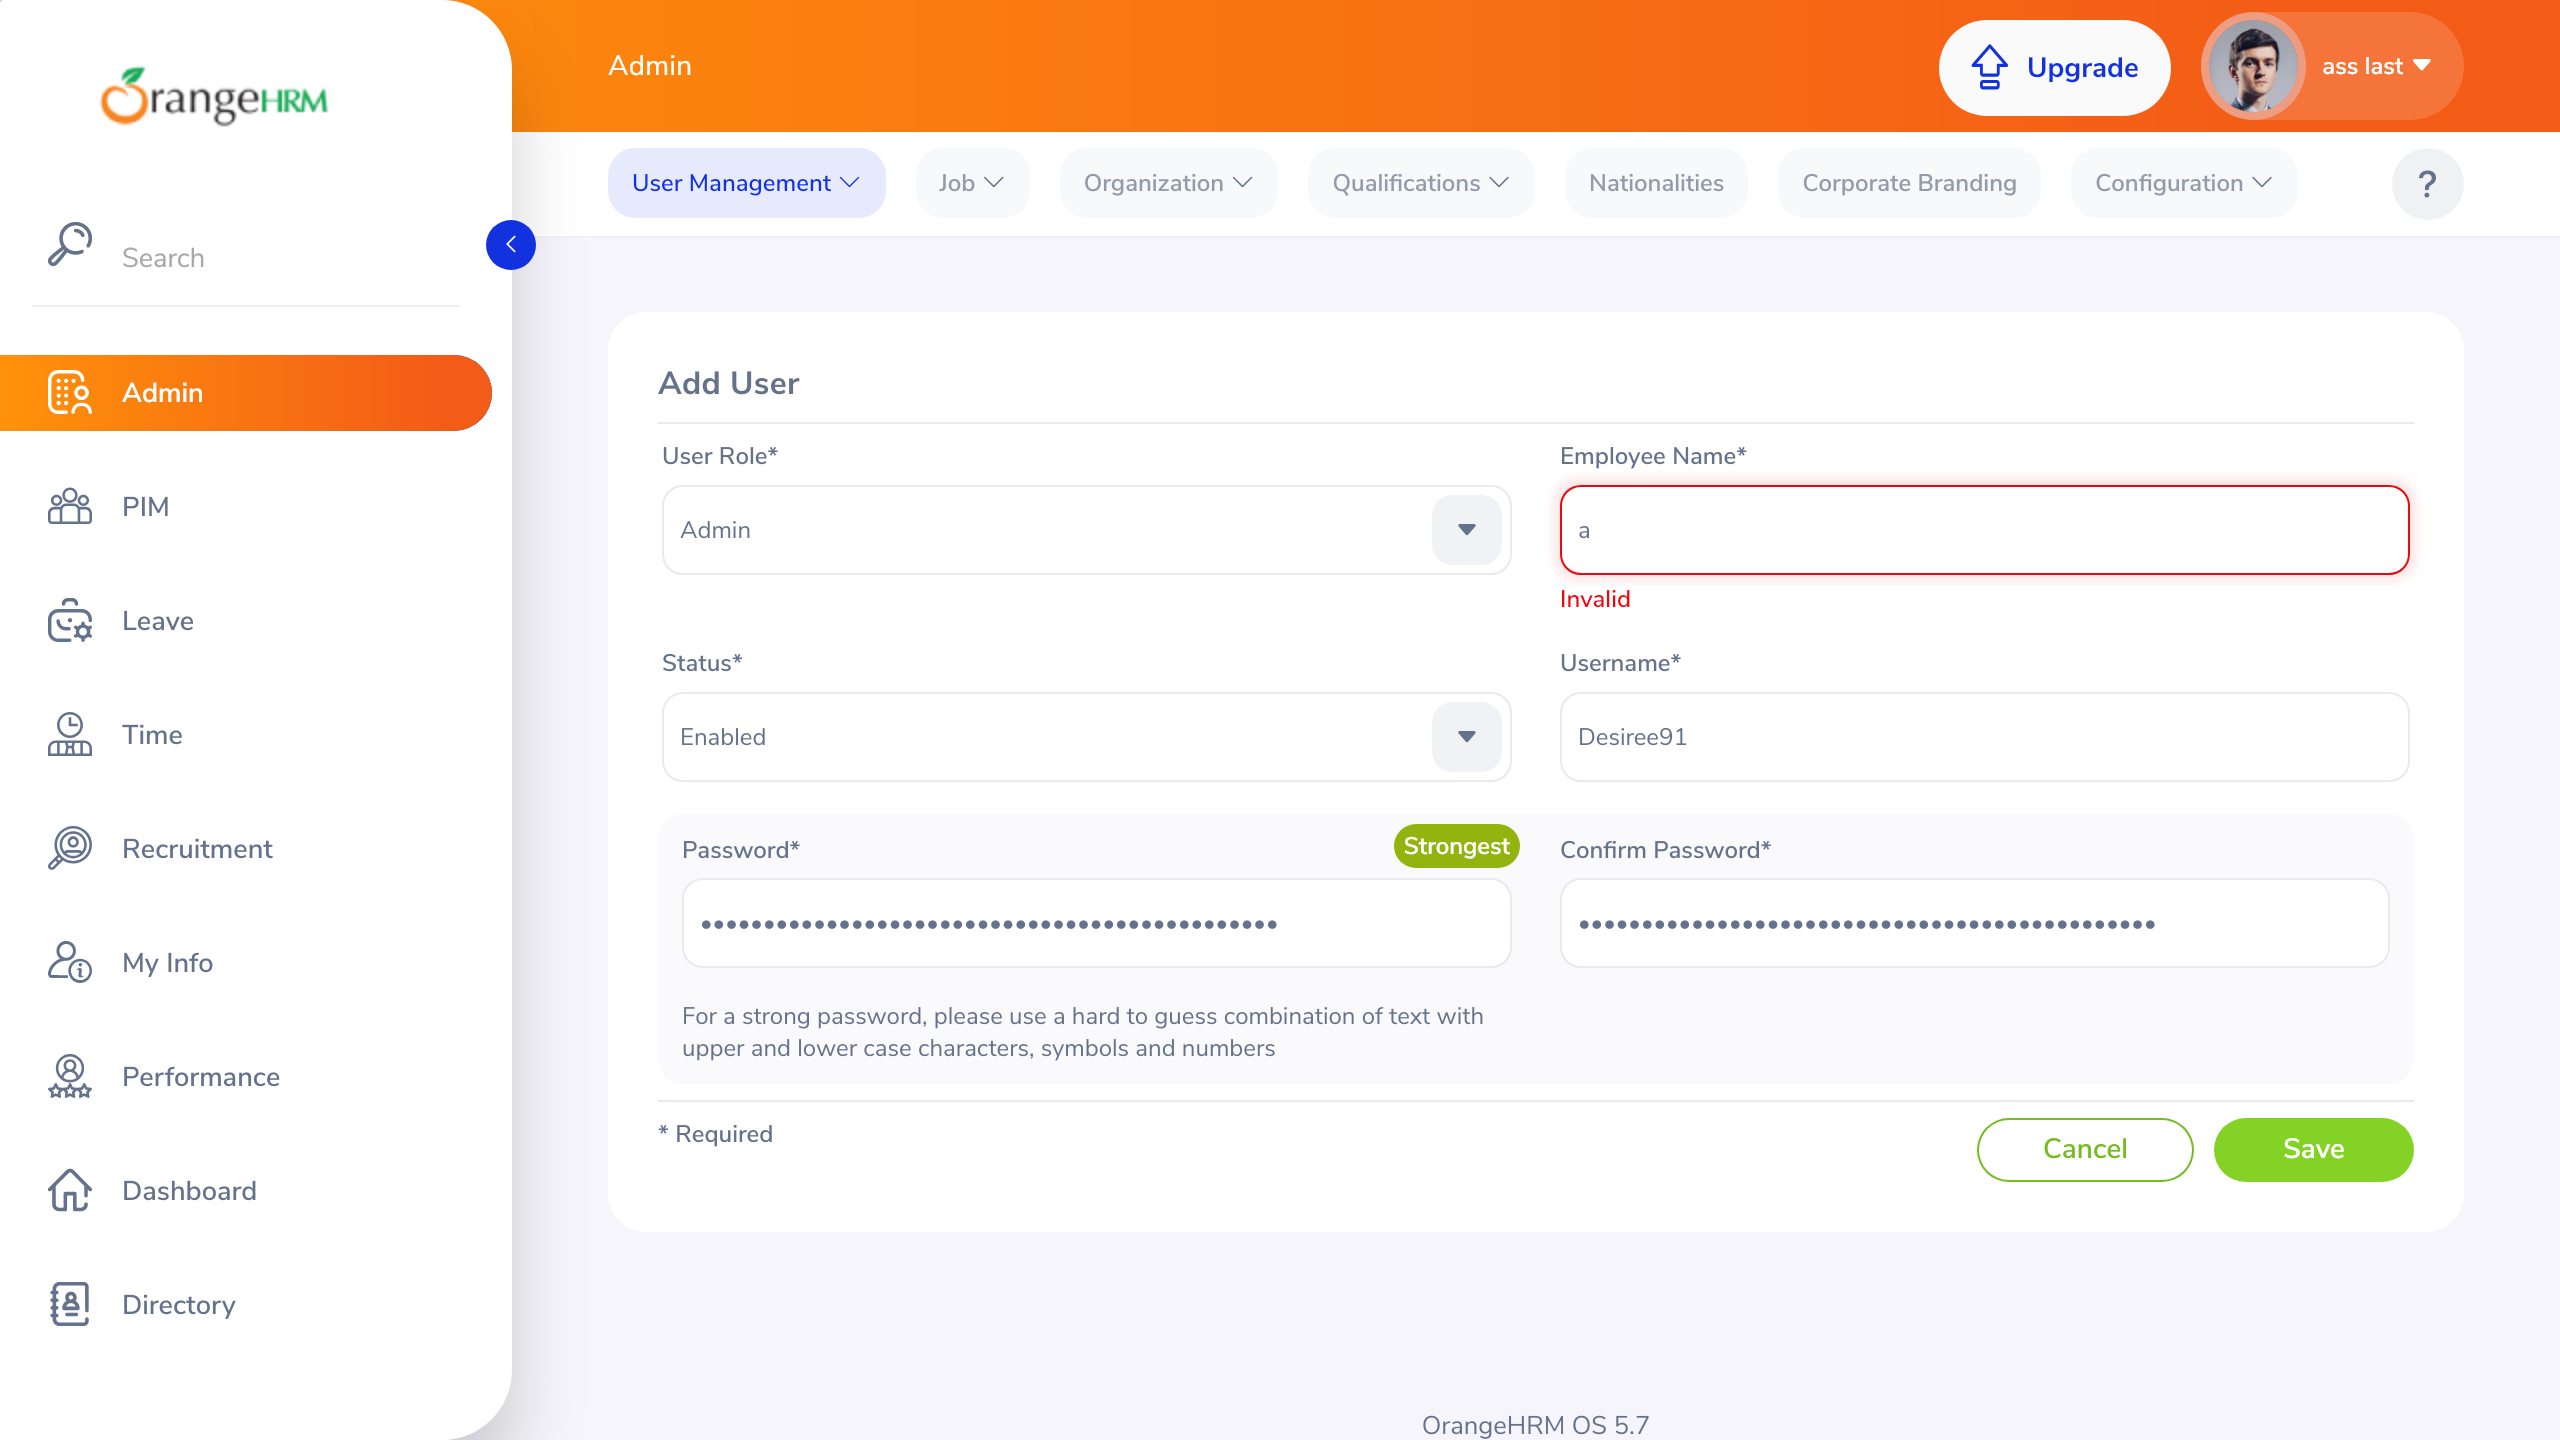 OrangeHRM
Search
Admin
PIM
Leave
Time
Recruitment
My Info
Performance
Dashboard
Directory
Admin
Upgrade
ass last
User Management
Job
Organization
Qualifications
Nationalities
Corporate Branding
Configuration
?
Add User
User Role*
Admin
Employee Name*
a
Invalid
Status*
Enabled
Username*
Desiree91
Password*
Strongest
Confirm Password*
For a strong password, please use a hard to guess combination of text with
upper and lower case characters, symbols and numbers
* Required
Cancel
Save
OrangeHRM OS 5.7